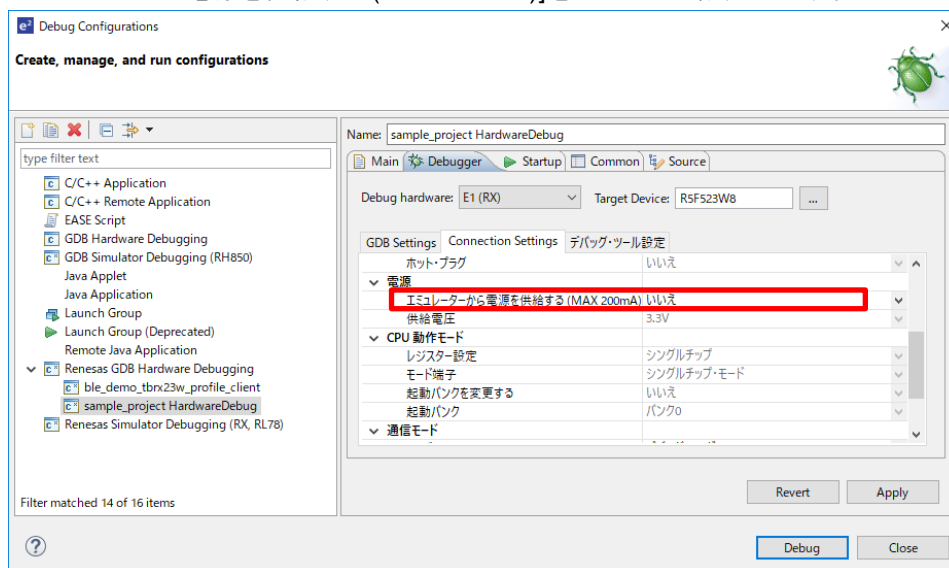 e² Debug Configurations
Create, manage, and run configurations
type filter text
C/C++ Application
C/C++ Remote Application
EASE Script
GDB Hardware Debugging
GDB Simulator Debugging (RH850)
Java Applet
Java Application
Launch Group
Launch Group (Deprecated)
Remote Java Application
Renesas GDB Hardware Debugging
ble_demo_tbrx23w_profile_client
sample_project HardwareDebug
Renesas Simulator Debugging (RX, RL78)
Filter matched 14 of 16 items
Name: sample_project HardwareDebug
Main Debugger Startup Common Source
Debug hardware: E1 (RX) Target Device: R5F523W8 ...
GDB Settings Connection Settings デバッグ・ツール設定
ホット・プラグ いいえ
電源
エミュレーターから電源を供給する (MAX 200mA) いいえ
供給電圧 3.3V
CPU 動作モード
レジスター設定 シングルチップ
モード端子 シングルチップ・モード
起動バンクを変更する いいえ
起動バンク バンク0
通信モード
Revert Apply
Debug Close